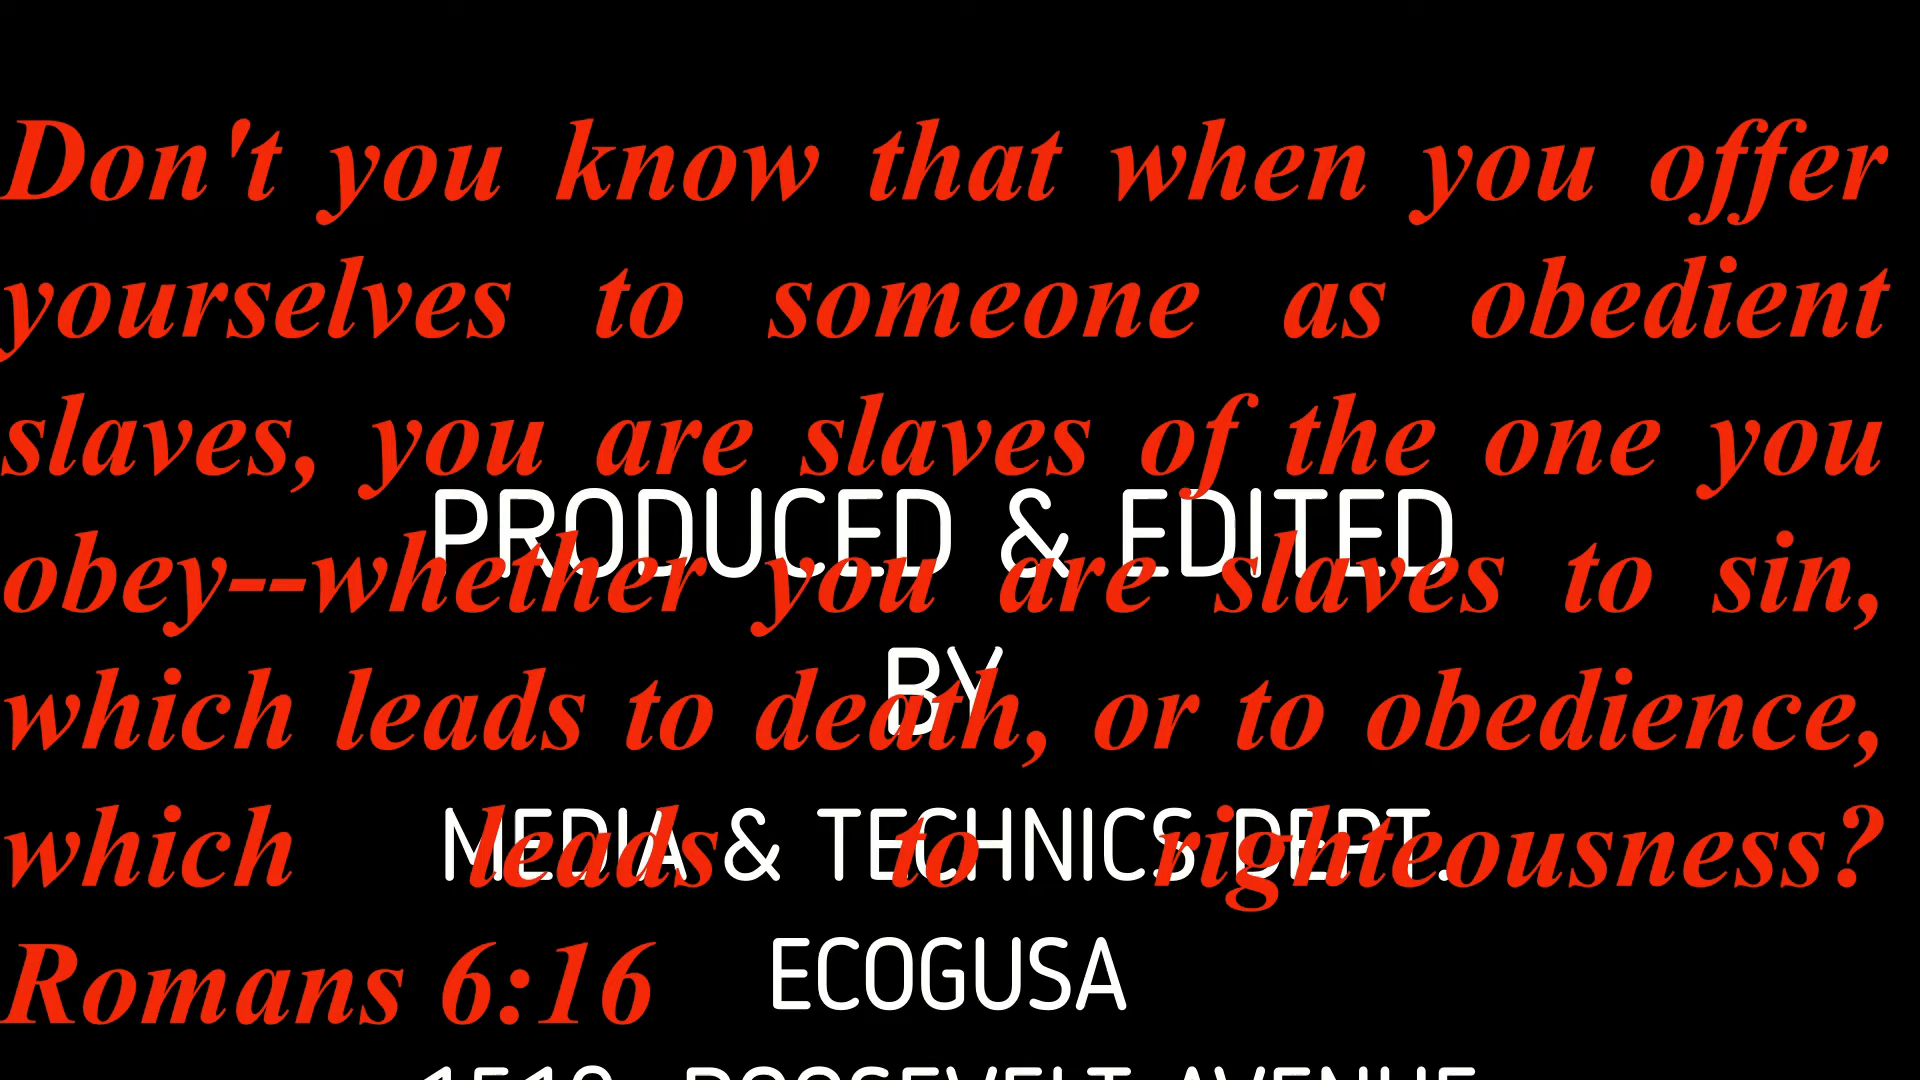 Don't you know that when you offer
yourselves to someone as obedient
slaves, you are slaves of the one you
obey--whether you are slaves to sin,
which leads to death, or to obedience,
which leads to righteousness?
Romans 6:16
PRODUCED & EDITED
BY
MEDIA & TECHNICS DEPT.
ECOGUSA
ROOSEVELT AVENUE